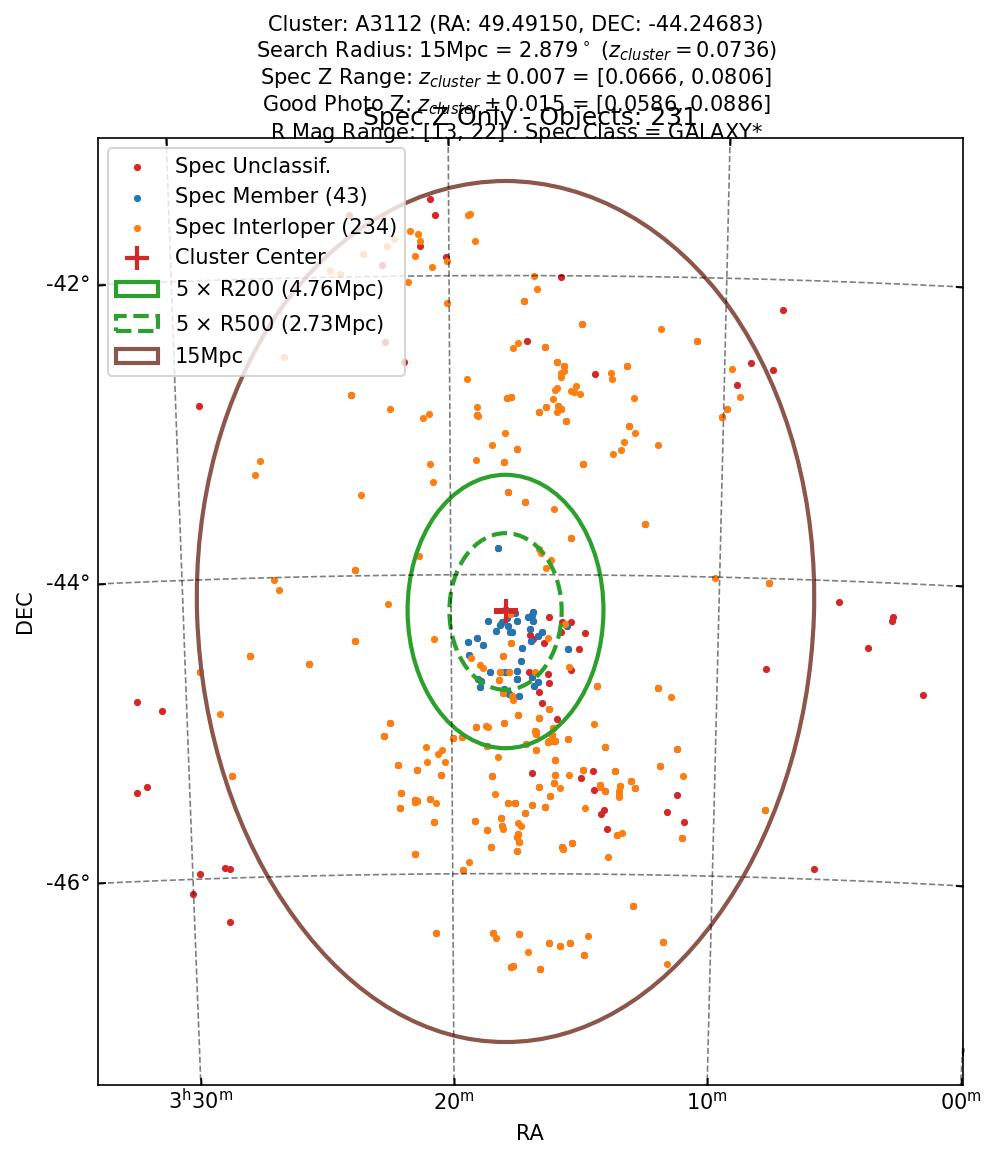 Cluster: A3112 (RA: 49.49150, DEC: -44.24683)
Search Radius: 15Mpc = 2.879° (z_cluster = 0.0736)
Spec Z Range: z_cluster ± 0.007 = [0.0666, 0.0806]
Good Photo Z: z_cluster ± 0.015 = [0.0586, 0.0886]
Spec Z Only - Objects: 231
R Mag Range: [13, 22] · Spec Class = GALAXY*
Spec Unclassif.
Spec Member (43)
Spec Interloper (234)
Cluster Center
5 × R200 (4.76Mpc)
5 × R500 (2.73Mpc)
15Mpc
-42°
-44°
-46°
DEC
3ʰ30ᵐ 20ᵐ 10ᵐ 00ᵐ
RA